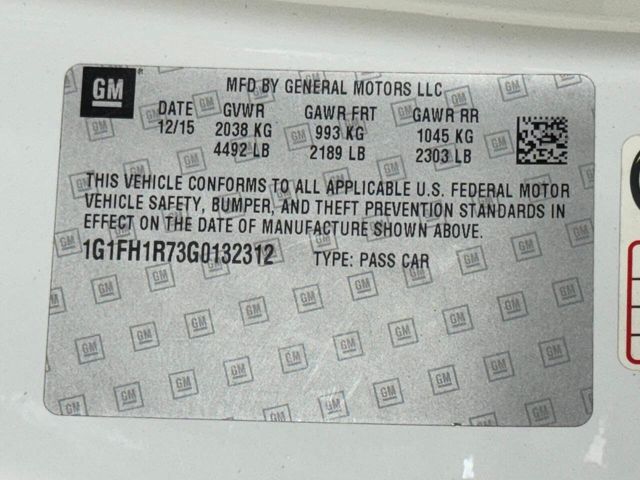 GM
MFD BY GENERAL MOTORS LLC
DATE GVWR GAWR FRT GAWR RR
12/15 2038 KG 993 KG 1045 KG
4492 LB 2189 LB 2303 LB
THIS VEHICLE CONFORMS TO ALL APPLICABLE U.S. FEDERAL MOTOR
VEHICLE SAFETY, BUMPER, AND THEFT PREVENTION STANDARDS IN
EFFECT ON THE DATE OF MANUFACTURE SHOWN ABOVE.
1G1FH1R73G0132312 TYPE: PASS CAR